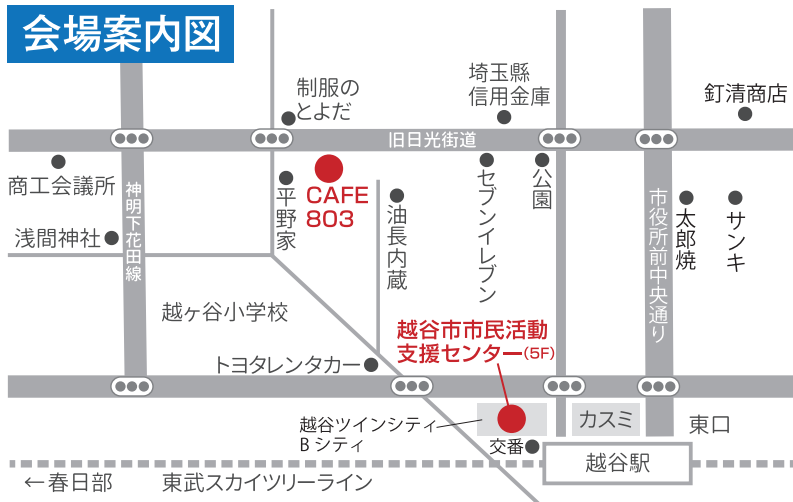 会場案内図
制服の
とよだ
埼玉縣
信用金庫
釘清商店
旧日光街道
商工会議所
神明下花田線
平野家
CAFE
803
油長内蔵
セブンイレブン
公園
市役所前中央通り
太郎焼
サンキ
浅間神社
越ヶ谷小学校
越谷市市民活動
支援センター(5F)
トヨタレンタカー
越谷ツインシティ
Bシティ
カスミ
東口
交番
越谷駅
←春日部
東武スカイツリーライン